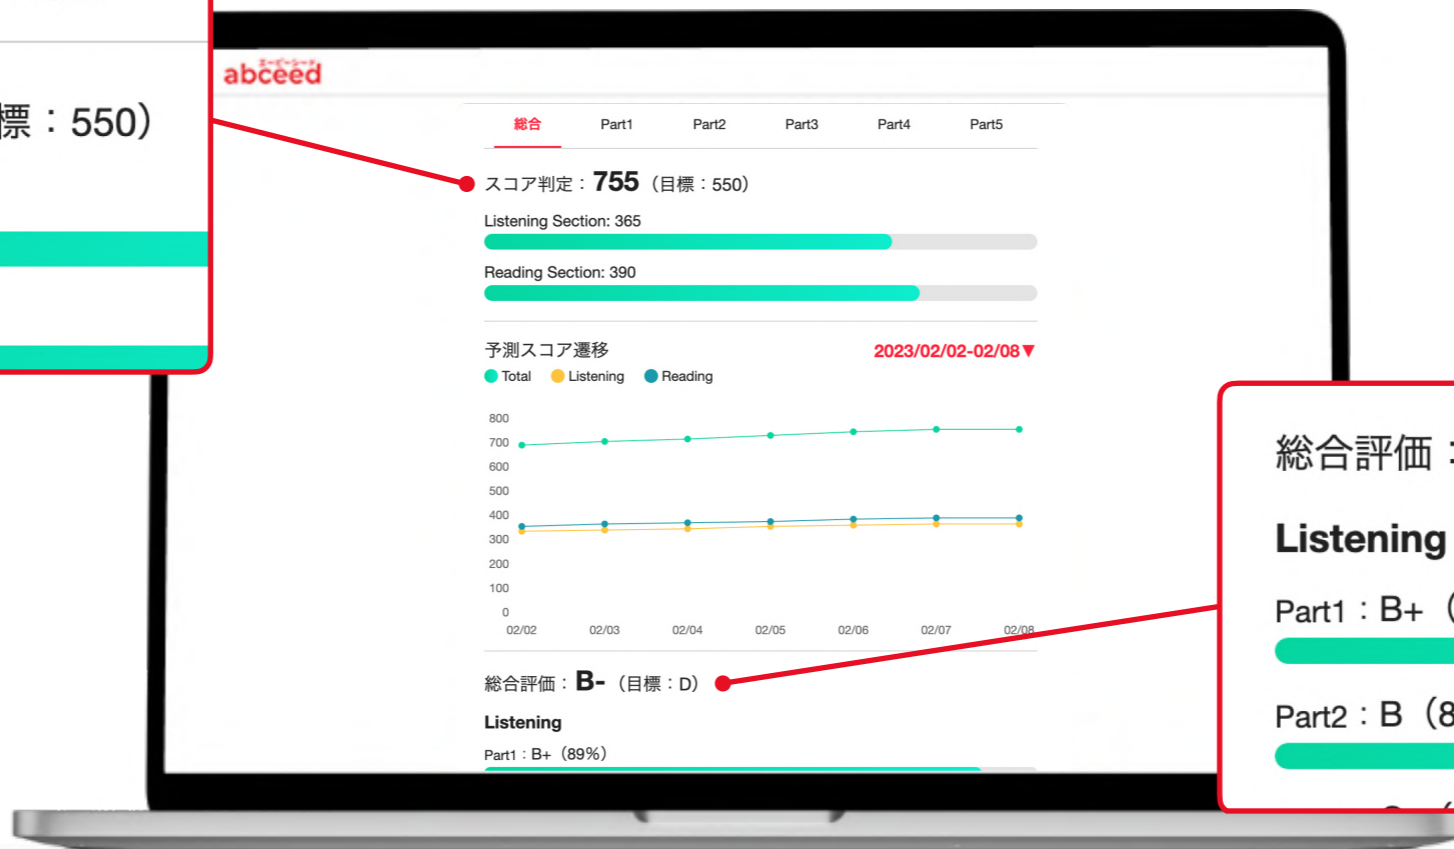 標：550）
エービーシード
abceed
総合 Part1 Part2 Part3 Part4 Part5
スコア判定：755（目標：550）
Listening Section: 365
Reading Section: 390
予測スコア遷移
2023/02/02-02/08▼
Total Listening Reading
800
700
600
500
400
300
200
100
0
02/02 02/03 02/04 02/05 02/06 02/07 02/08
総合評価：B-（目標：D）
Listening
Part1：B+（89%）
総合評価：
Listening
Part1：B+（
Part2：B（8